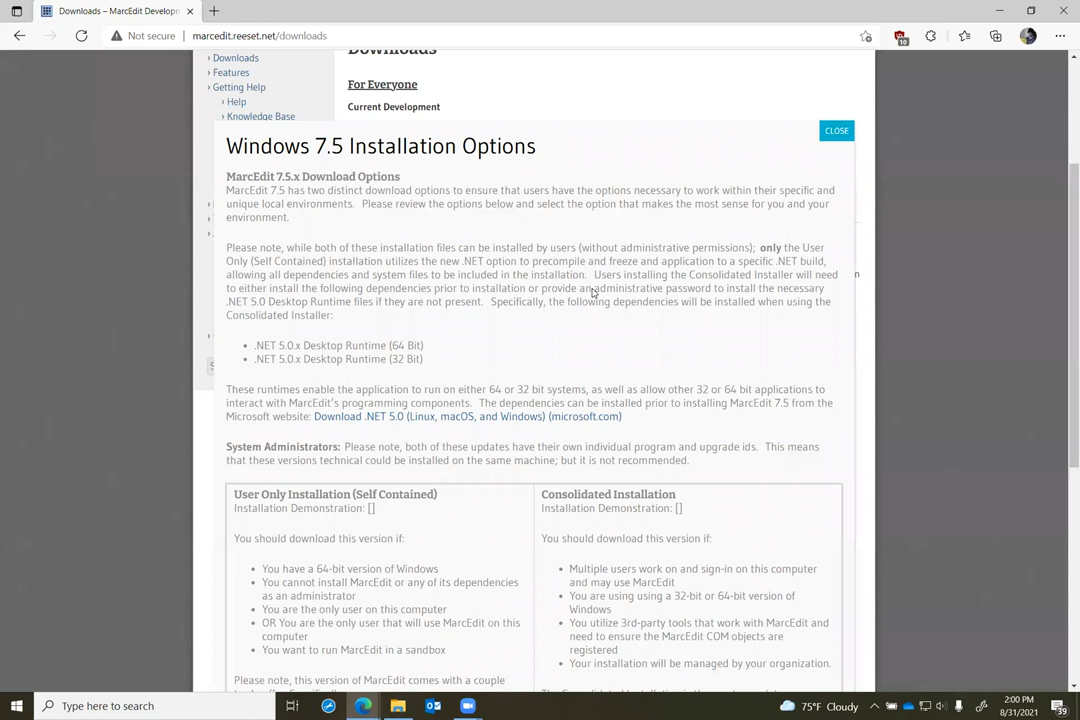 Downloads – MarcEdit Developm
Not secure
marcedit.reeset.net/downloads
10
Downloads
› Downloads
› Features
› Getting Help
› Help
› Knowledge Base
For Everyone
Current Development
CLOSE
Windows 7.5 Installation Options
MarcEdit 7.5.x Download Options
MarcEdit 7.5 has two distinct download options to ensure that users have the options necessary to work within their specific and
unique local environments. Please review the options below and select the option that makes the most sense for you and your
environment.
Please note, while both of these installation files can be installed by users (without administrative permissions); only the User
Only (Self Contained) installation utilizes the new .NET option to precompile and freeze and application to a specific .NET build,
allowing all dependencies and system files to be included in the installation. Users installing the Consolidated Installer will need
to either install the following dependencies prior to installation or provide an administrative password to install the necessary
.NET 5.0 Desktop Runtime files if they are not present. Specifically, the following dependencies will be installed when using the
Consolidated Installer:
• .NET 5.0.x Desktop Runtime (64 Bit)
• .NET 5.0.x Desktop Runtime (32 Bit)
These runtimes enable the application to run on either 64 or 32 bit systems, as well as allow other 32 or 64 bit applications to
interact with MarcEdit's programming components. The dependencies can be installed prior to installing MarcEdit 7.5 from the
Microsoft website: Download .NET 5.0 (Linux, macOS, and Windows) (microsoft.com)
System Administrators: Please note, both of these updates have their own individual program and upgrade ids. This means
that these versions technical could be installed on the same machine; but it is not recommended.
User Only Installation (Self Contained)
Installation Demonstration: []
You should download this version if:
• You have a 64-bit version of Windows
• You cannot install MarcEdit or any of its dependencies
as an administrator
• You are the only user on this computer
• OR You are the only user that will use MarcEdit on this
computer
• You want to run MarcEdit in a sandbox
Please note, this version of MarcEdit comes with a couple
Consolidated Installation
Installation Demonstration: []
You should download this version if:
• Multiple users work on and sign-in on this computer
and may use MarcEdit
• You are using using a 32-bit or 64-bit version of
Windows
• You utilize 3rd-party tools that work with MarcEdit and
need to ensure the MarcEdit COM objects are
registered
• Your installation will be managed by your organization.
Type here to search
75°F Cloudy
2:00 PM
8/31/2021
39